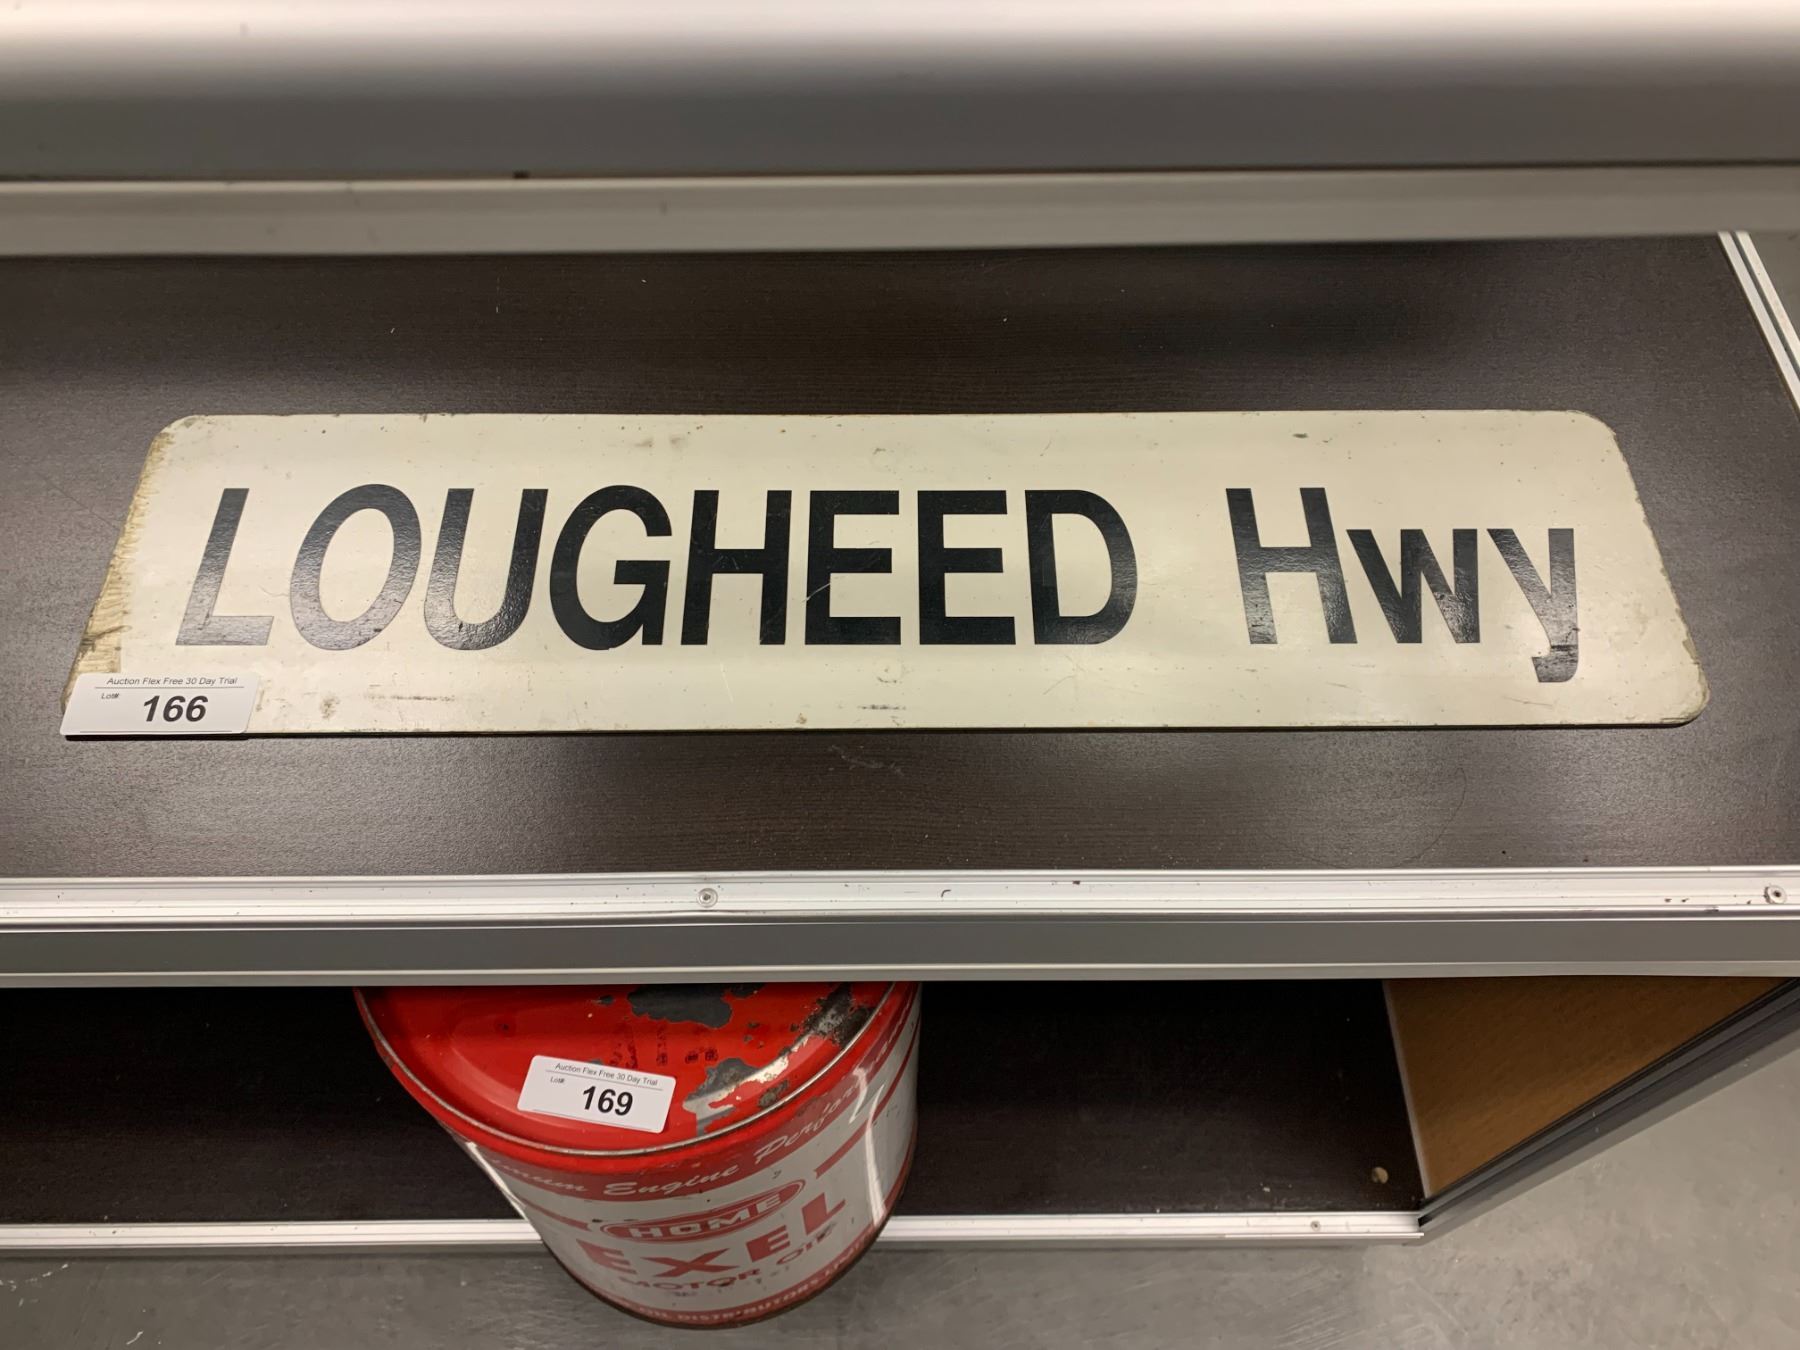 LOUGHEED Hwy
Auction Flex Free 30 Day Trial
Lot#:
166
Auction Flex Free 30 Day Trial
Lot#:
169
Engine
HOME
EXEL
MOTOR OIL